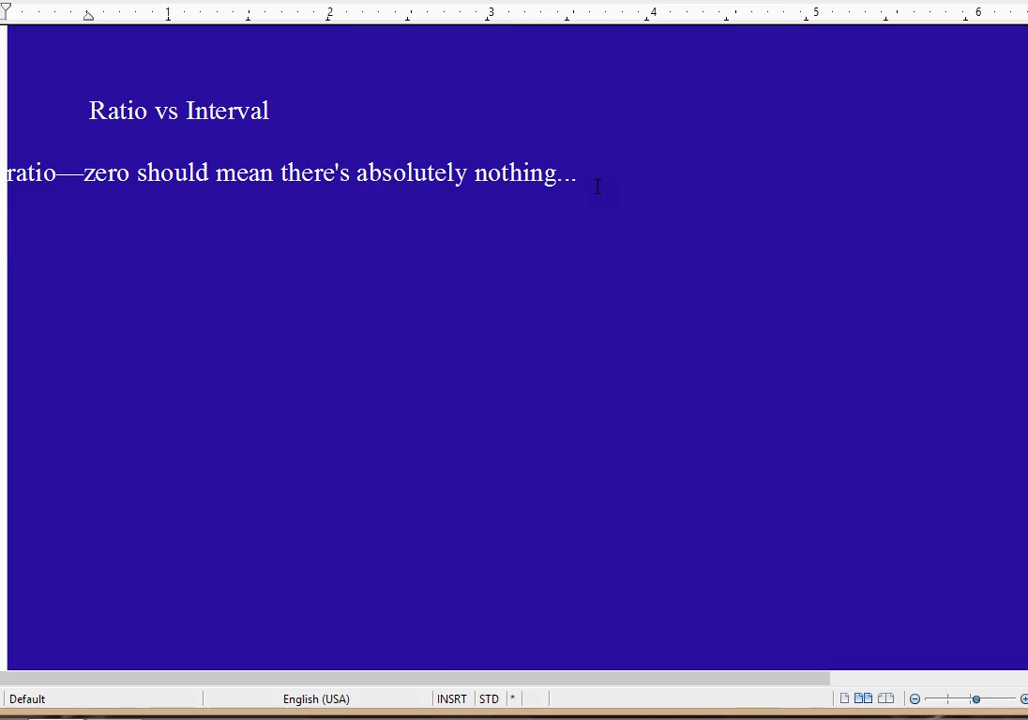 1 2 3 4 5 6
Ratio vs Interval
ratio—zero should mean there's absolutely nothing...
Default English (USA) INSRT STD *